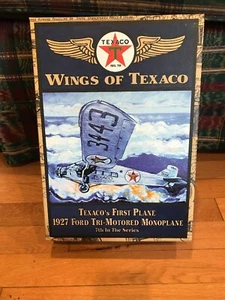 TEXACO
T
WINGS OF TEXACO
3443
TEXACO'S FIRST PLANE
1927 FORD TRI-MOTORED MONOPLANE
7th In The Series